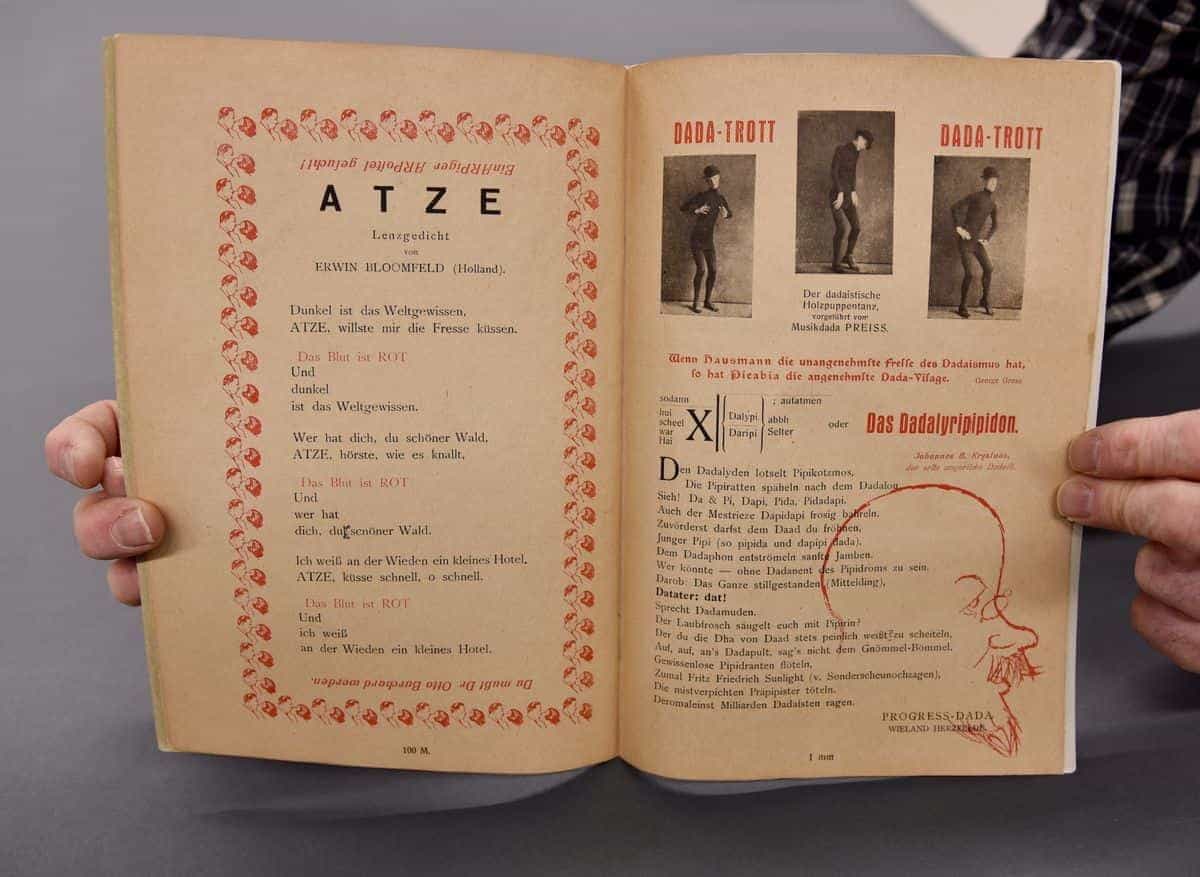 EinARPiger ARPostel gesucht!
ATZE
Lenzgedicht
von
ERWIN BLOOMFELD (Holland).
Dunkel ist das Weltgewissen,
ATZE, willste mir die Fresse küssen.
Das Blut ist ROT
Und
dunkel
ist das Weltgewissen.
Wer hat dich, du schöner Wald,
ATZE, hörste, wie es knallt,
Das Blut ist ROT
Und
wer hat
dich, du schöner Wald.
Ich weiß an der Wieden ein kleines Hotel,
ATZE, küsse schnell, o schnell.
Das Blut ist ROT
Und
ich weiß
an der Wieden ein kleines Hotel.
Du mußt Dr. Otto Burchard werden.
100 M.
DADA-TROTT
DADA-TROTT
Der dadaistische
Holzpuppentanz,
vorgeführt vom
Musikdada PREISS.
Wenn Hausmann die unangenehmste Fresse des Dadaismus hat,
so hat Picabia die angenehmste Dada-Visage.
George Grosz
sodann
hui
scheel
war
Hai
X
Dalypi
Daripi
; aufatmen
abbh
Selter
oder
Das Dadalyripipidon.
Johannes
der erste
Den Dadalyden lotselt Pipikotzmos,
Die Pipiratten späheln nach dem Dadalon,
Sieh! Da & Pi, Dapi, Pida, Pidadapi.
Auch der Mestrieze Dapidapi frosig bahreln.
Zuvörderst darfst dem Daad du fröhnen,
Junger Pipi (so pipida und dapipi dada).
Dem Dadaphon entströmeln sanfte Jamben.
Wer könnte — ohne Dadanent des Pipidroms zu sein.
Darob: Das Ganze stillgestanden (Mittelding),
Datater: dat!
Sprecht Dadamuden.
Der Laubfrosch säugelt euch mit Pipirin?
Der du die Dha von Daad stets peinlich weißt zu scheiteln,
Auf, auf, an's Dadapult, sag's nicht dem Gnömmel-Bömmel.
Gewissenlose Pipidranten flöteln,
Zumal Fritz Friedrich Sunlight (v. Sonderscheunochzagen),
Die mistverpichten Präpipister töteln.
Deromaleinst Milliarden Dadaisten ragen.
PROGRESS-DADA
WIELAND HERZFELDE.
1 mm